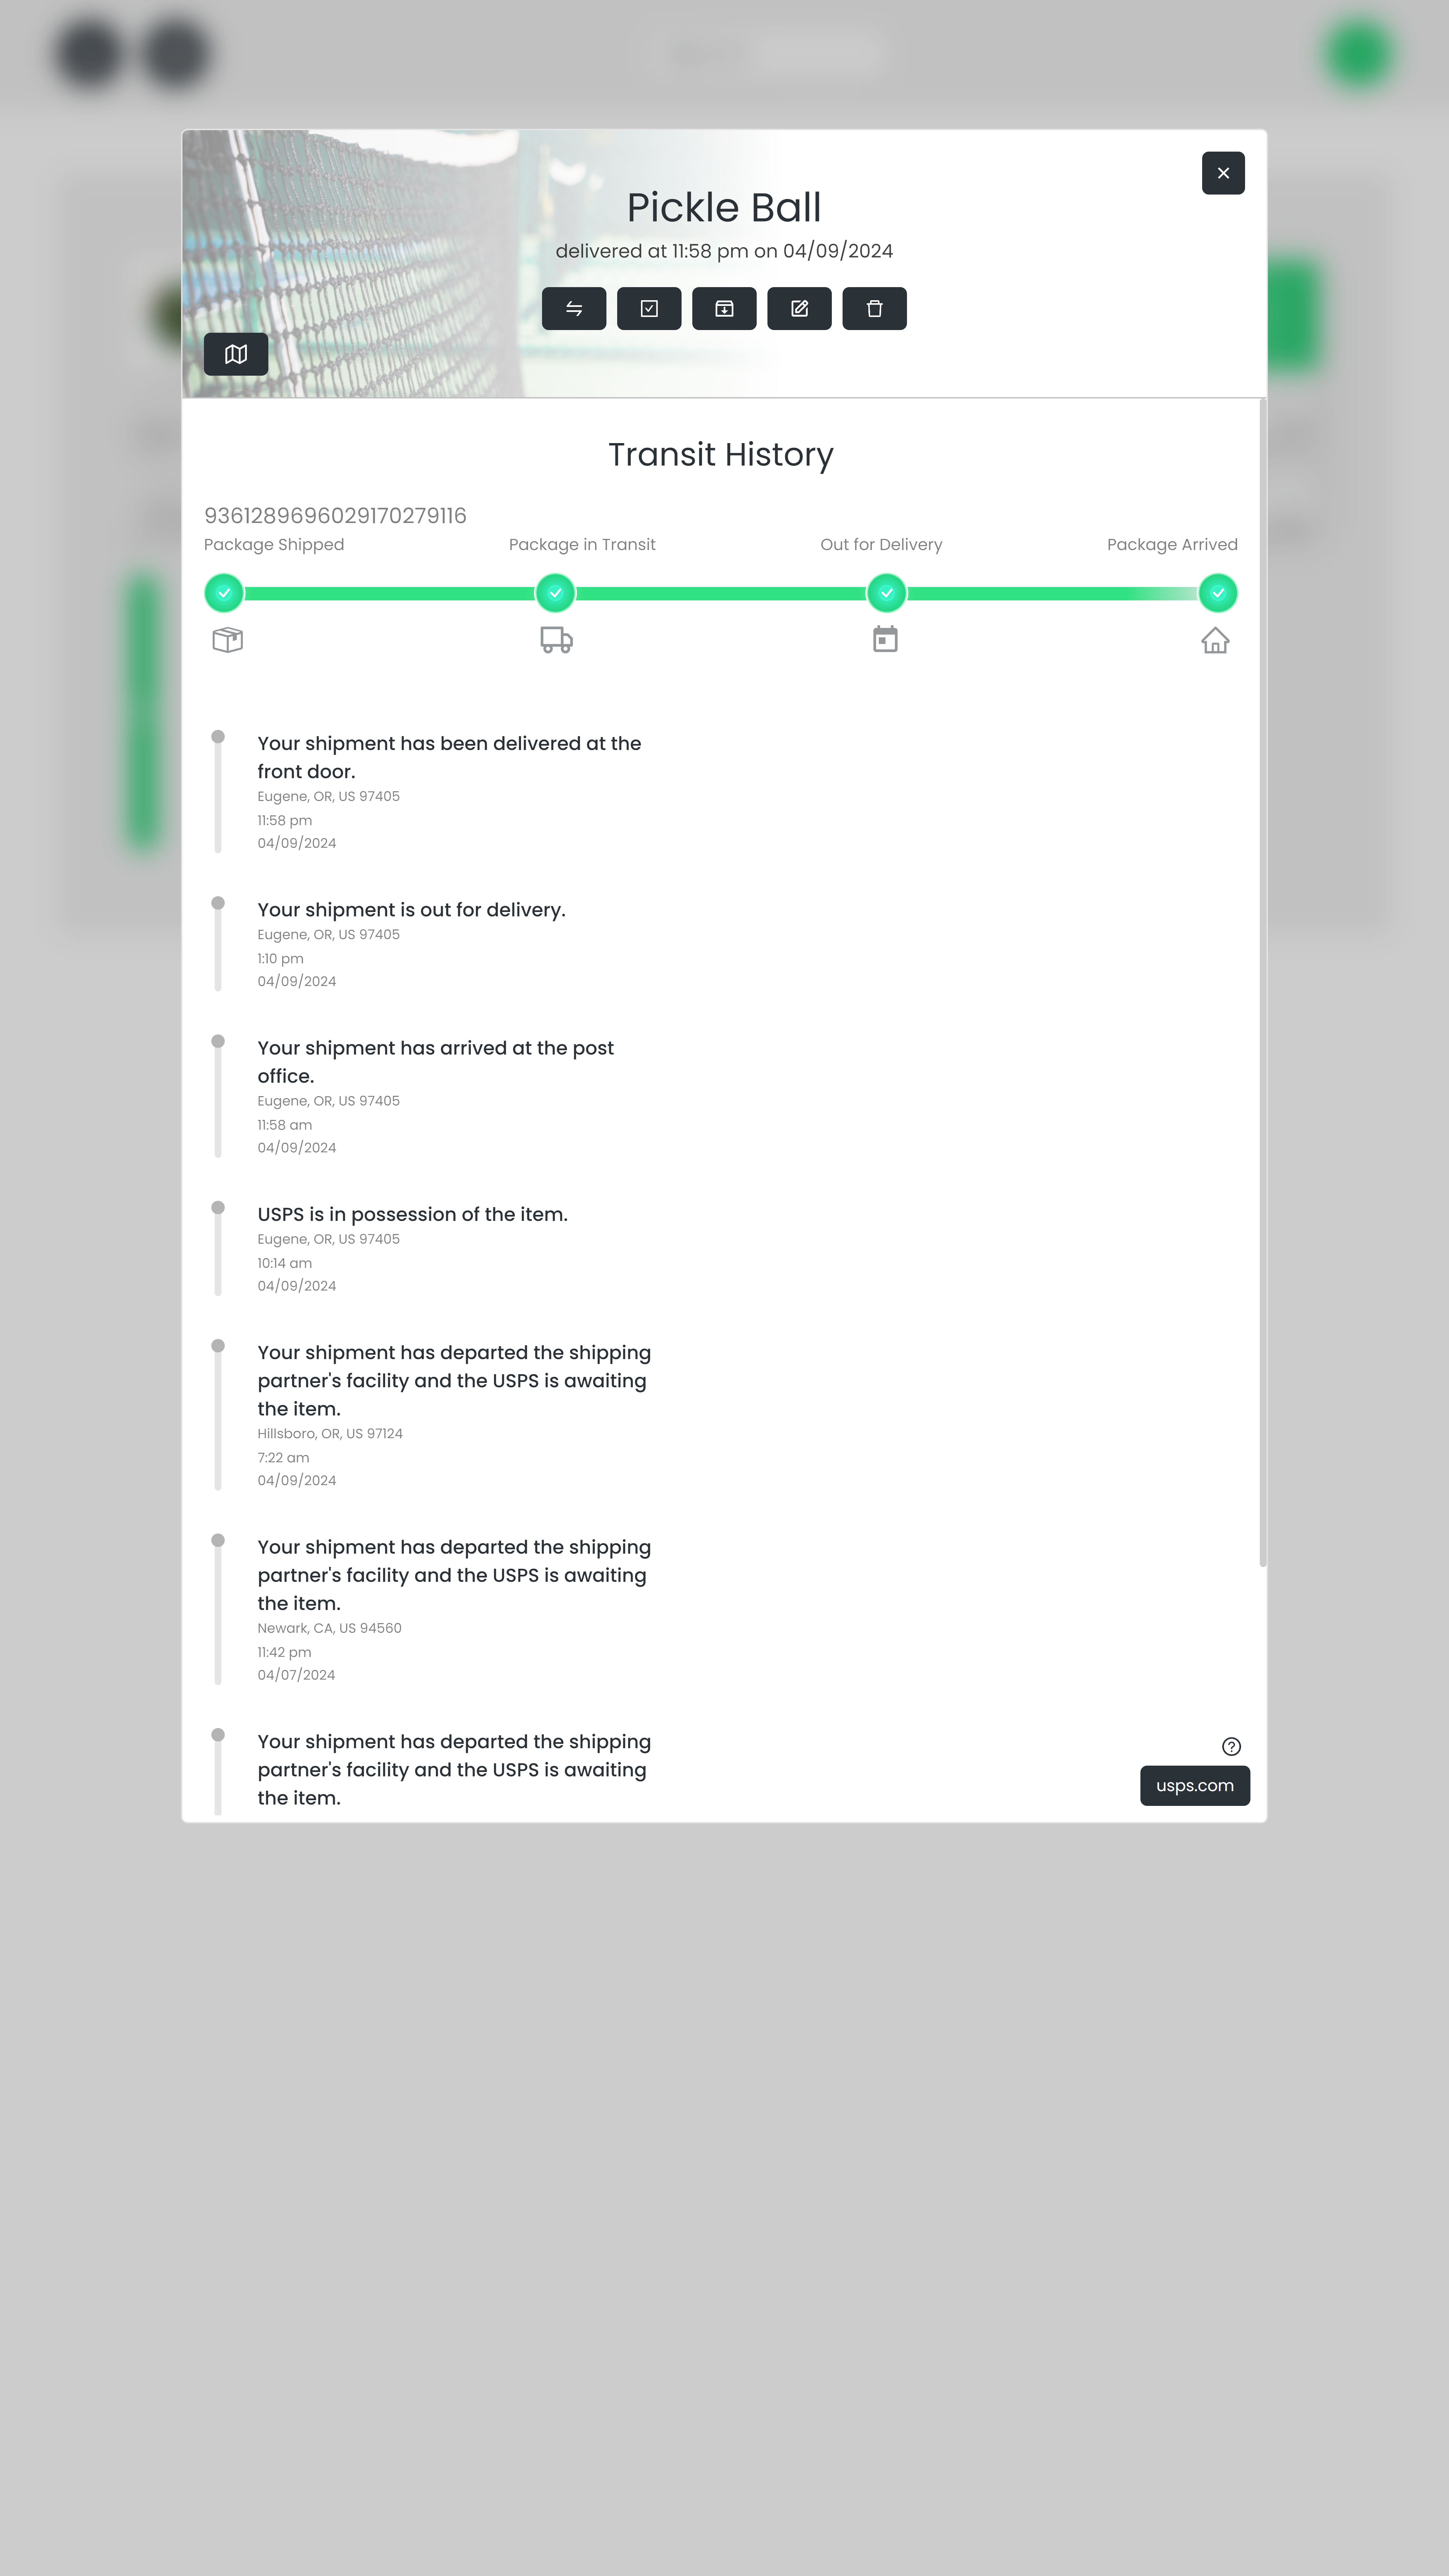 Pickle Ball
delivered at 11:58 pm on 04/09/2024
Transit History
9361289696029170279116
Package Shipped
Package in Transit
Out for Delivery
Package Arrived
Your shipment has been delivered at the
front door.
Eugene, OR, US 97405
11:58 pm
04/09/2024
Your shipment is out for delivery.
Eugene, OR, US 97405
1:10 pm
04/09/2024
Your shipment has arrived at the post
office.
Eugene, OR, US 97405
11:58 am
04/09/2024
USPS is in possession of the item.
Eugene, OR, US 97405
10:14 am
04/09/2024
Your shipment has departed the shipping
partner's facility and the USPS is awaiting
the item.
Hillsboro, OR, US 97124
7:22 am
04/09/2024
Your shipment has departed the shipping
partner's facility and the USPS is awaiting
the item.
Newark, CA, US 94560
11:42 pm
04/07/2024
Your shipment has departed the shipping
partner's facility and the USPS is awaiting
the item.
usps.com